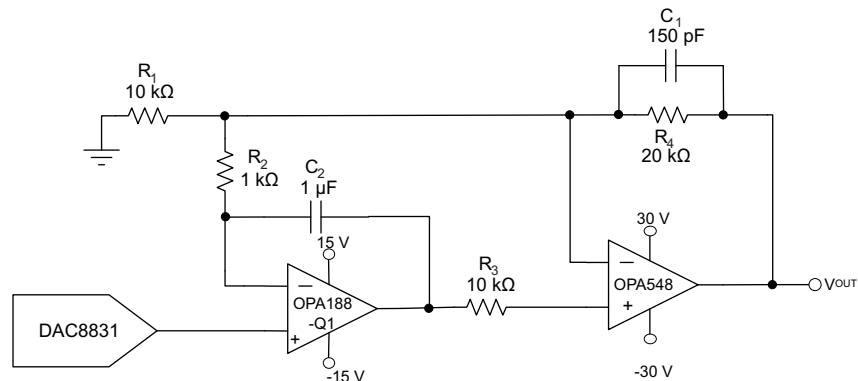 C1
150 pF
R1
10 kΩ
R4
20 kΩ
R2
1 kΩ
C2
1 µF
15 V
30 V
R3
10 kΩ
OPA188
-Q1
OPA548
VOUT
DAC8831
-15 V
-30 V
−
+
−
+